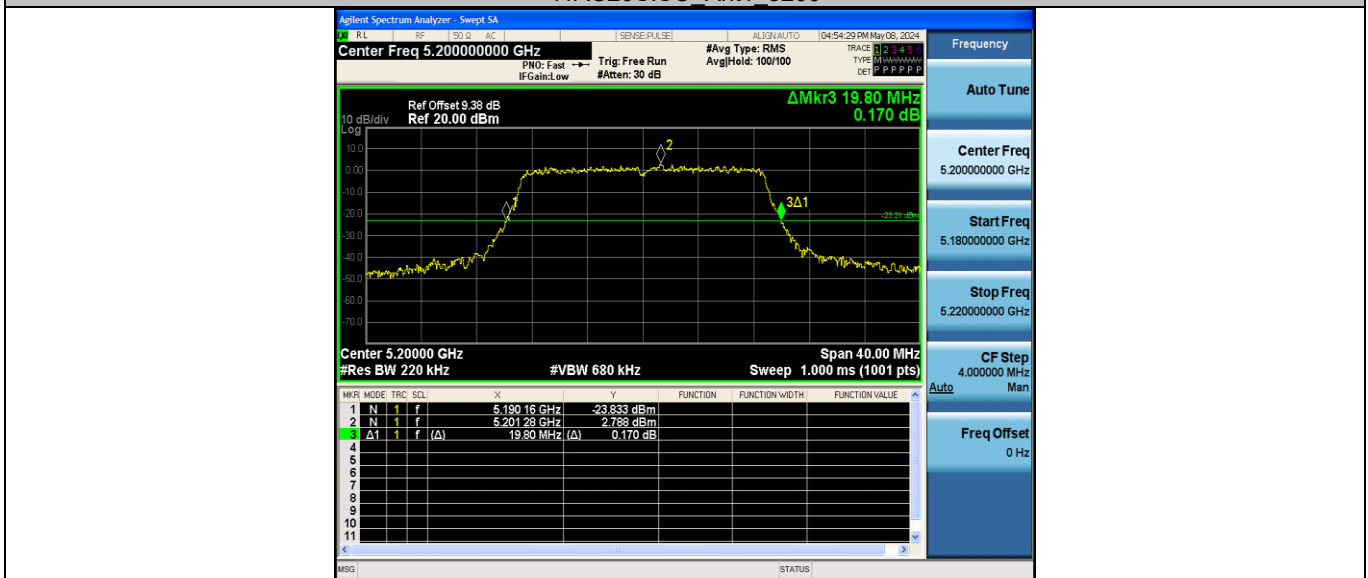 Agilent Spectrum Analyzer - Swept SA
RL RF 50 Ω AC SENSE:PULSE ALIGN AUTO 04:54:29 PM May 08, 2024
Center Freq 5.200000000 GHz
PNO: Fast
IFGain:Low
Trig: Free Run
#Atten: 30 dB
#Avg Type: RMS
Avg|Hold: 100/100
TRACE 1 2 3 4 5 6
TYPE M
DET P P P P P P
ΔMkr3 19.80 MHz
0.170 dB
Ref Offset 9.38 dB
10 dB/div Ref 20.00 dBm
Log
10.0
0.00
-10.0
-20.0
-30.0
-40.0
-50.0
-60.0
-70.0
1
2
3Δ1
-23.21 dBm
Center 5.20000 GHz Span 40.00 MHz
#Res BW 220 kHz #VBW 680 kHz Sweep 1.000 ms (1001 pts)
MKR MODE TRC SCL X Y FUNCTION FUNCTION WIDTH FUNCTION VALUE
1 N 1 f 5.190 16 GHz -23.833 dBm
2 N 1 f 5.201 28 GHz 2.788 dBm
3 Δ1 1 f (Δ) 19.80 MHz (Δ) 0.170 dB
4
5
6
7
8
9
10
11
MSG STATUS
Frequency
Auto Tune
Center Freq
5.200000000 GHz
Start Freq
5.180000000 GHz
Stop Freq
5.220000000 GHz
CF Step
4.000000 MHz
Auto Man
Freq Offset
0 Hz